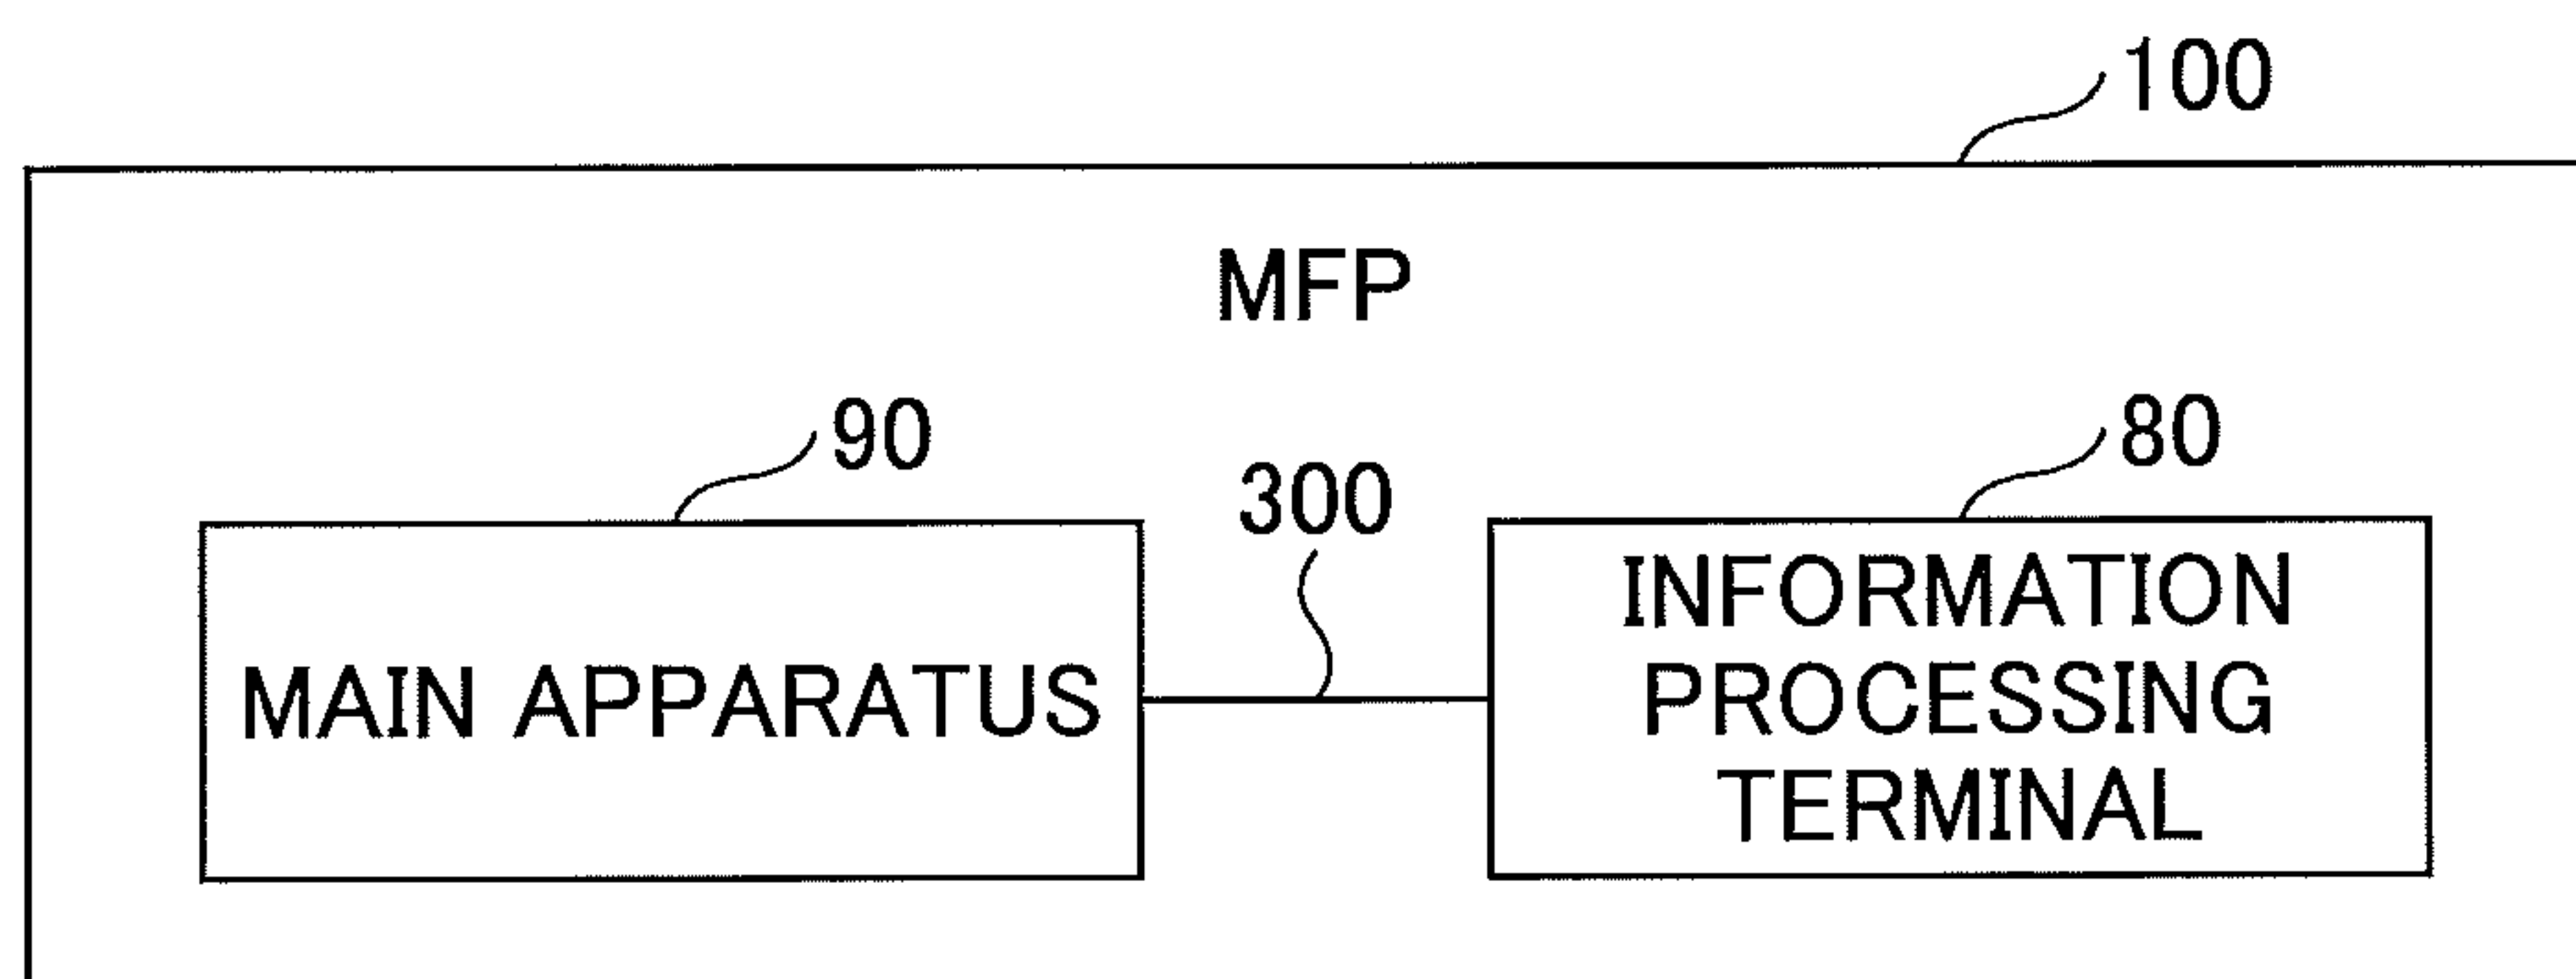 100
MFP
90
300
80
MAIN APPARATUS
INFORMATION
PROCESSING
TERMINAL